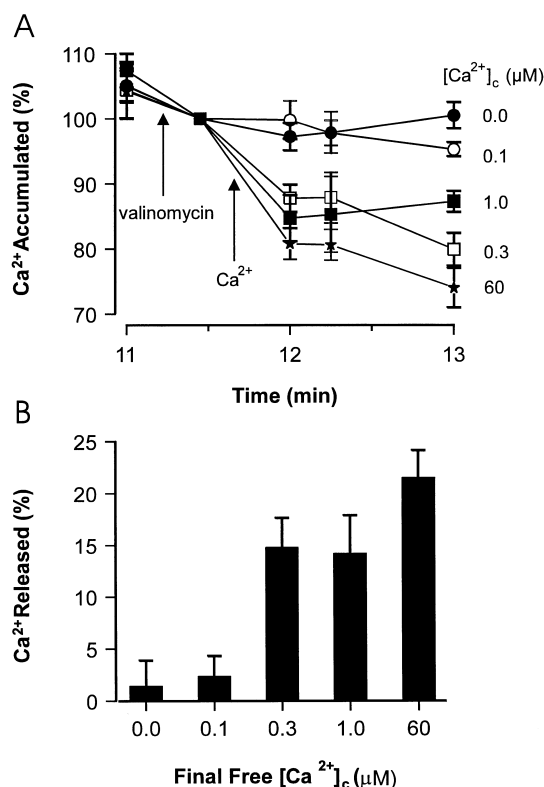 A
[Ca²⁺]c (μM)
Ca²⁺Accumulated (%)
110
100
90
80
70
valinomycin
Ca²⁺
0.0
0.1
1.0
0.3
60
11
12
13
Time (min)
B
Ca²⁺Released (%)
25
20
15
10
5
0
0.0 0.1 0.3 1.0 60
Final Free [Ca ²⁺]c (μM)